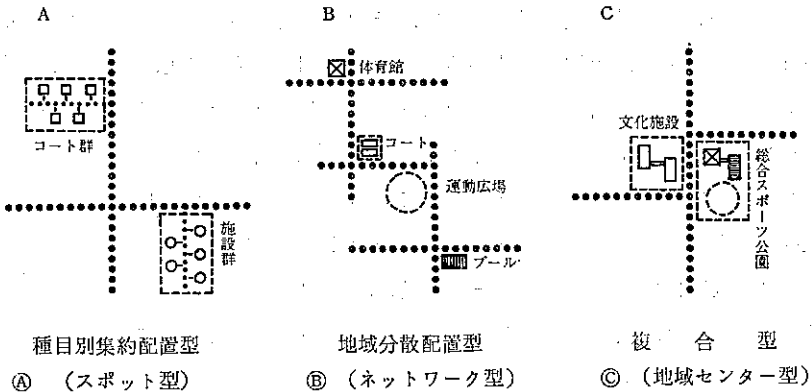 A
B
C
体育館
コート
運動広場
プール
コート群
施設群
文化施設
総合スポーツ公園
種目別集約配置型
Ⓐ (スポット型)
地域分散配置型
Ⓑ (ネットワーク型)
複合型
Ⓒ (地域センター型)